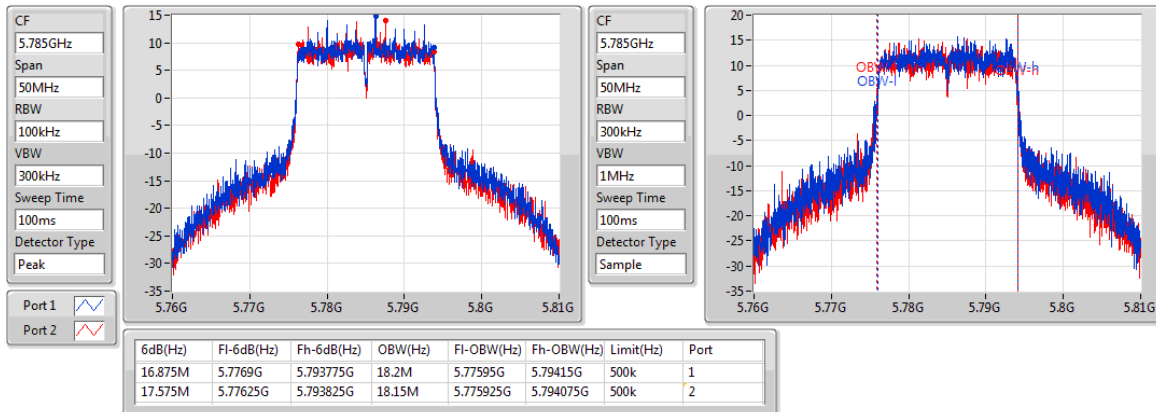 CF
5.785GHz
Span
50MHz
RBW
100kHz
VBW
300kHz
Sweep Time
100ms
Detector Type
Peak
Port 1
Port 2
15
10
5
0
-5
-10
-15
-20
-25
-30
-35
5.76G 5.77G 5.78G 5.79G 5.8G 5.81G
CF
5.785GHz
Span
50MHz
RBW
300kHz
VBW
1MHz
Sweep Time
100ms
Detector Type
Sample
20
15
10
5
0
-5
-10
-15
-20
-25
-30
-35
OBW-l
5.76G 5.77G 5.78G 5.79G 5.8G 5.81G
6dB(Hz) Fl-6dB(Hz) Fh-6dB(Hz) OBW(Hz) Fl-OBW(Hz) Fh-OBW(Hz) Limit(Hz) Port
16.875M 5.7769G 5.793775G 18.2M 5.77595G 5.79415G 500k 1
17.575M 5.77625G 5.793825G 18.15M 5.775925G 5.794075G 500k 2